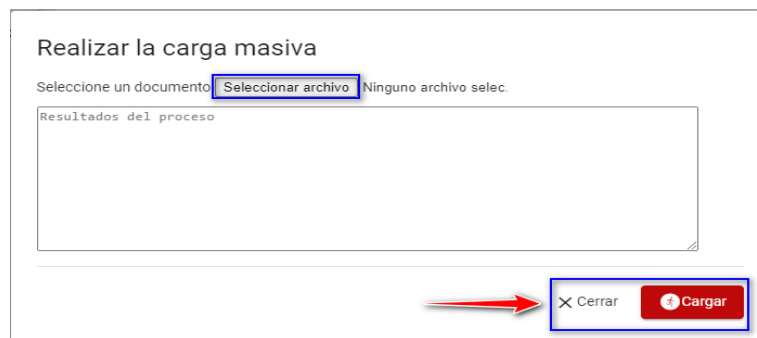 Realizar la carga masiva
Seleccione un documento Seleccionar archivo Ninguno archivo selec.
Resultados del proceso
Cerrar Cargar